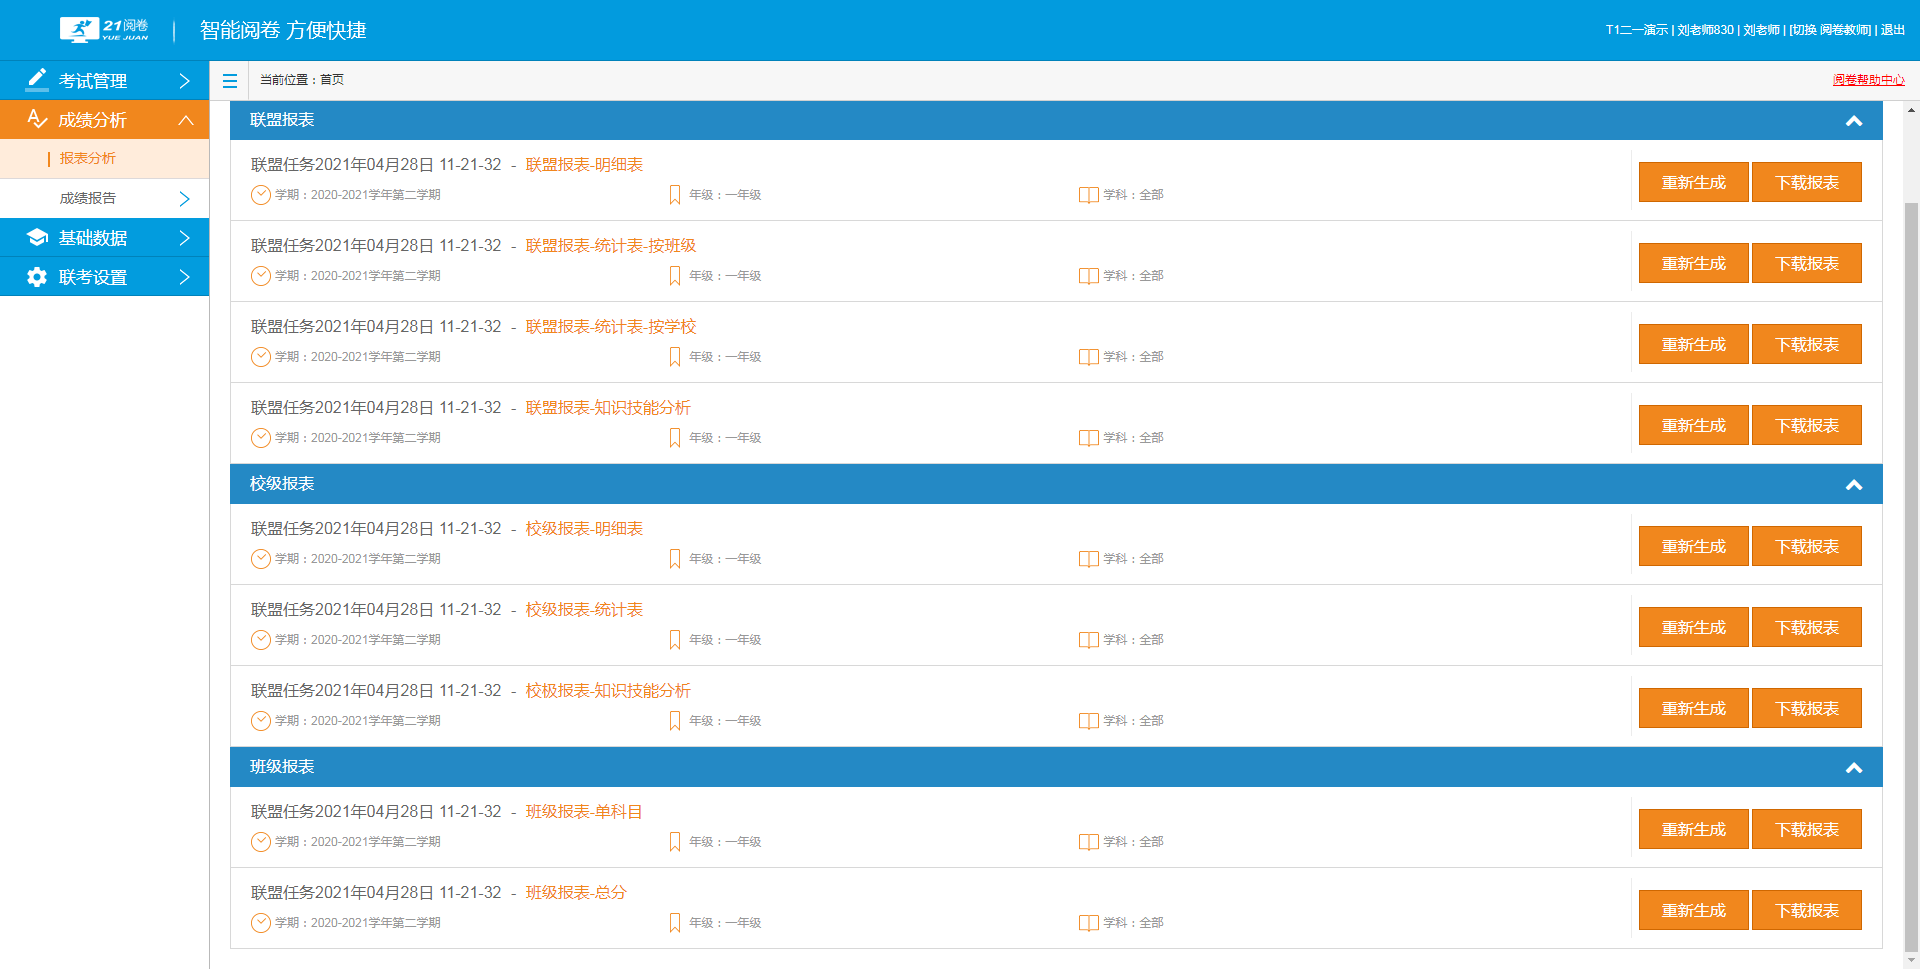 21阅卷
YUE JUAN
智能阅卷 方便快捷
T1二一演示 | 刘老师830 | 刘老师 | [切换 阅卷教师] | 退出
考试管理
成绩分析
报表分析
成绩报告
基础数据
联考设置
当前位置：首页
阅卷帮助中心
联盟报表
联盟任务2021年04月28日 11-21-32 - 联盟报表-明细表
学期：2020-2021学年第二学期 年级：一年级 学科：全部
重新生成 下载报表
联盟任务2021年04月28日 11-21-32 - 联盟报表-统计表-按班级
学期：2020-2021学年第二学期 年级：一年级 学科：全部
重新生成 下载报表
联盟任务2021年04月28日 11-21-32 - 联盟报表-统计表-按学校
学期：2020-2021学年第二学期 年级：一年级 学科：全部
重新生成 下载报表
联盟任务2021年04月28日 11-21-32 - 联盟报表-知识技能分析
学期：2020-2021学年第二学期 年级：一年级 学科：全部
重新生成 下载报表
校级报表
联盟任务2021年04月28日 11-21-32 - 校级报表-明细表
学期：2020-2021学年第二学期 年级：一年级 学科：全部
重新生成 下载报表
联盟任务2021年04月28日 11-21-32 - 校级报表-统计表
学期：2020-2021学年第二学期 年级：一年级 学科：全部
重新生成 下载报表
联盟任务2021年04月28日 11-21-32 - 校极报表-知识技能分析
学期：2020-2021学年第二学期 年级：一年级 学科：全部
重新生成 下载报表
班级报表
联盟任务2021年04月28日 11-21-32 - 班级报表-单科目
学期：2020-2021学年第二学期 年级：一年级 学科：全部
重新生成 下载报表
联盟任务2021年04月28日 11-21-32 - 班级报表-总分
学期：2020-2021学年第二学期 年级：一年级 学科：全部
重新生成 下载报表